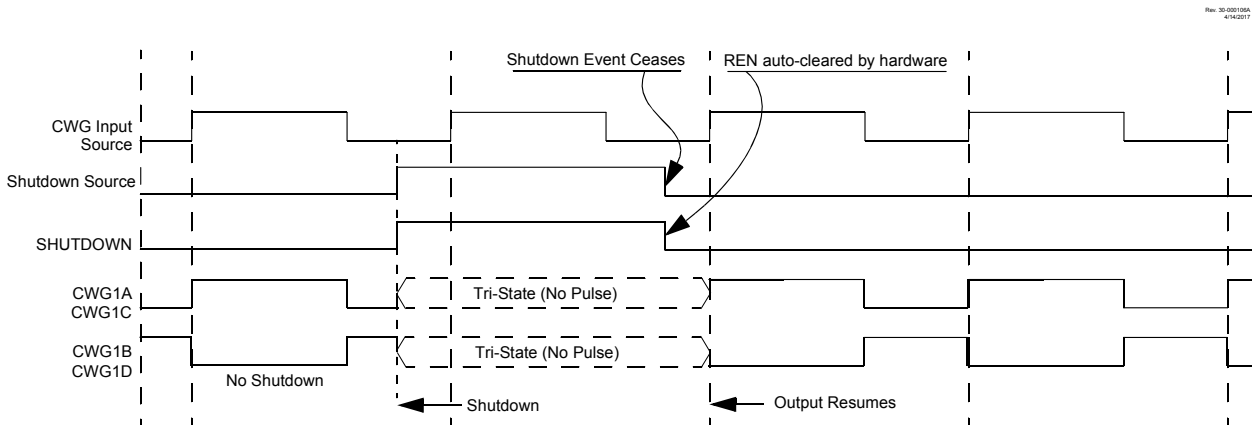 Rev. 30-000106A
4/14/2017
Shutdown Event Ceases
REN auto-cleared by hardware
CWG Input
Source
Shutdown Source
SHUTDOWN
CWG1A
CWG1C
Tri-State (No Pulse)
CWG1B
CWG1D
Tri-State (No Pulse)
No Shutdown
Shutdown
Output Resumes